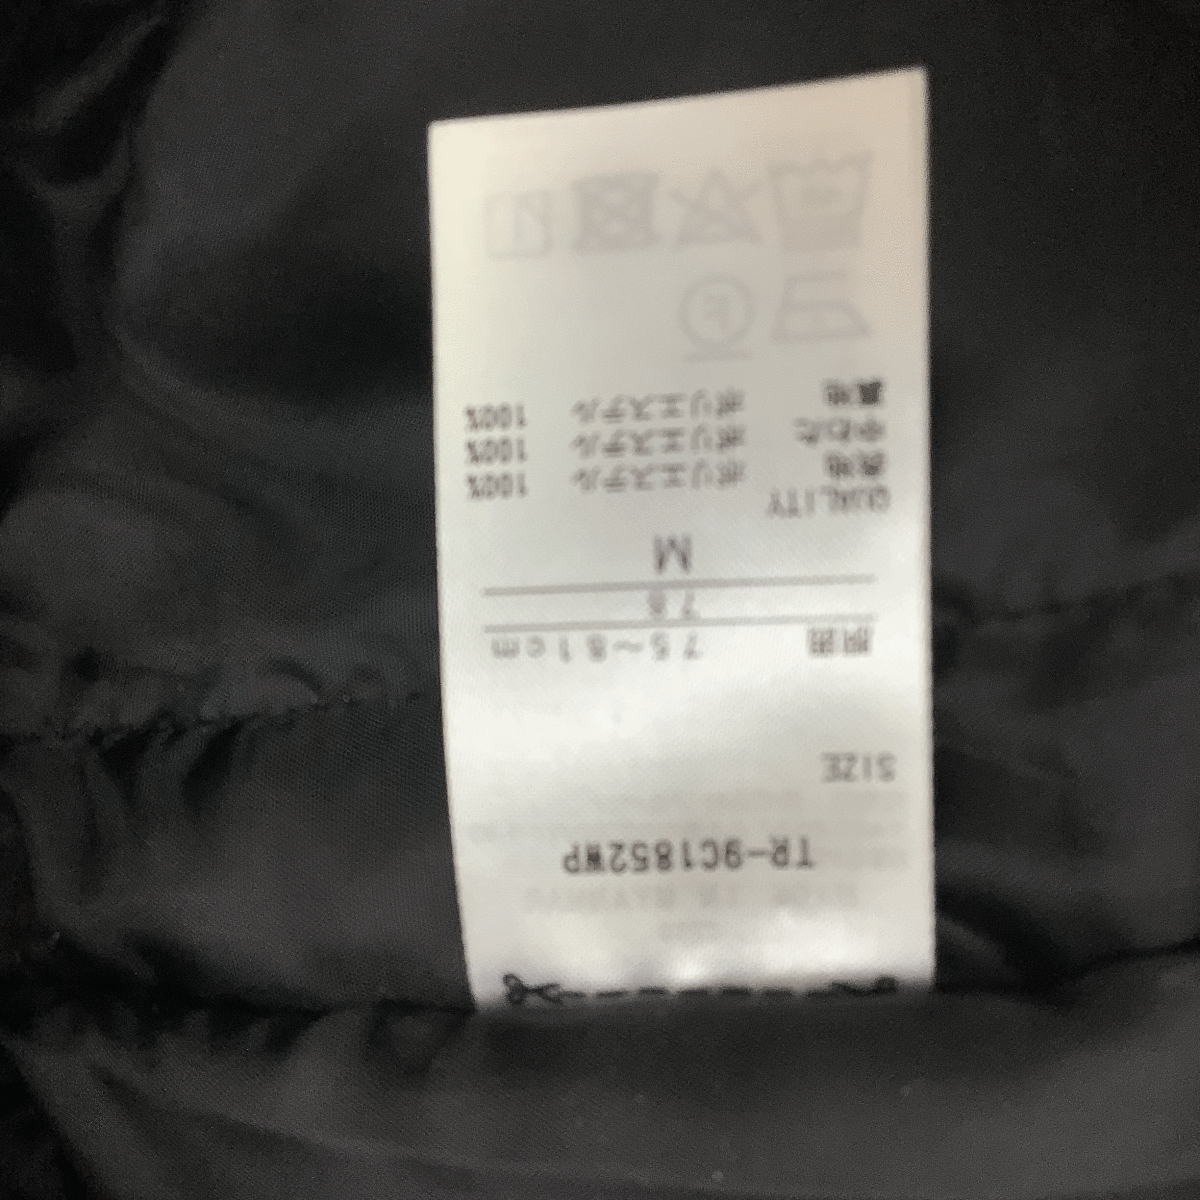 TR-9C1852WP
SIZE
胴囲 75~81cm
78
M
QUALITY
表地 ポリエステル 100%
中わた ポリエステル 100%
裏地 ポリエステル 100%
F